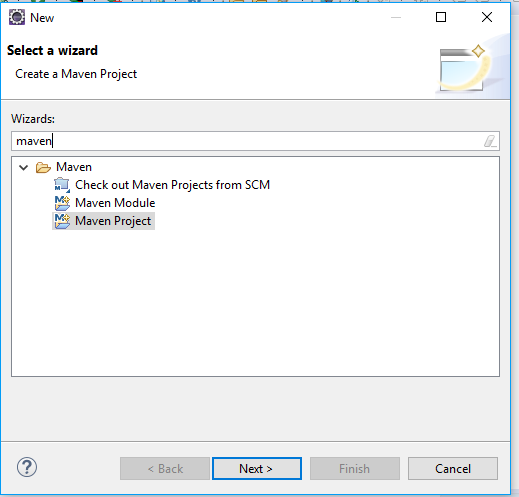 New
Select a wizard
Create a Maven Project
Wizards:
maven
Maven
Check out Maven Projects from SCM
Maven Module
Maven Project
? < Back Next > Finish Cancel